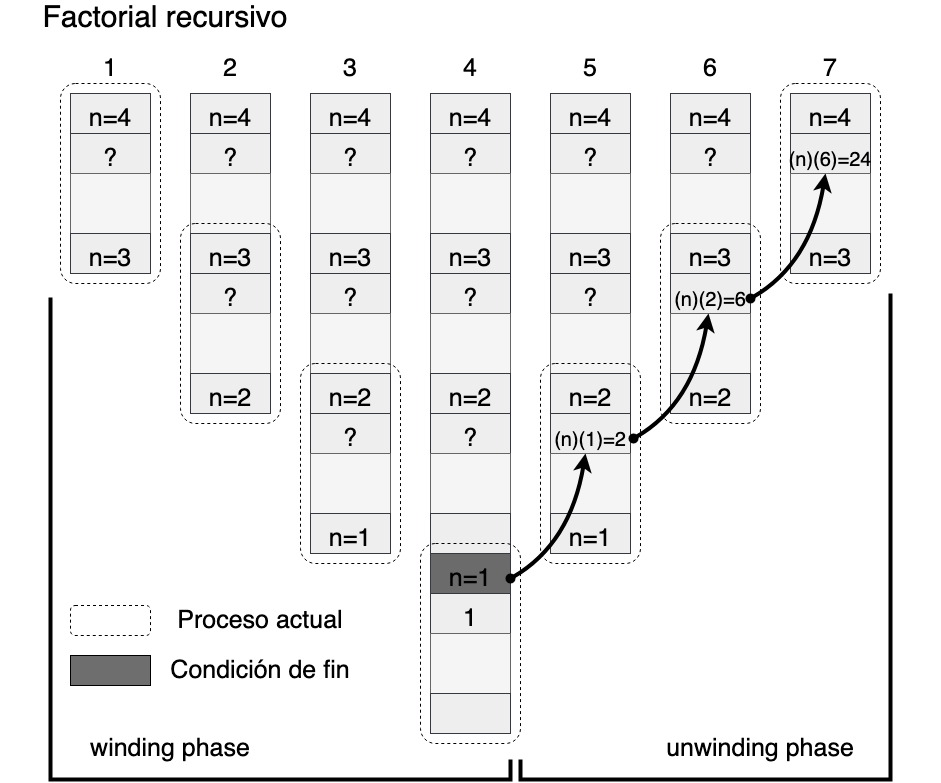 Factorial recursivo
1 2 3 4 5 6 7
n=4 n=4 n=4 n=4 n=4 n=4 n=4
? ? ? ? ? ? (n)(6)=24
n=3 n=3 n=3 n=3 n=3 n=3 n=3
? ? ? ? (n)(2)=6
n=2 n=2 n=2 n=2 n=2
? ? (n)(1)=2
n=1 n=1
n=1
1
Proceso actual
Condición de fin
winding phase
unwinding phase